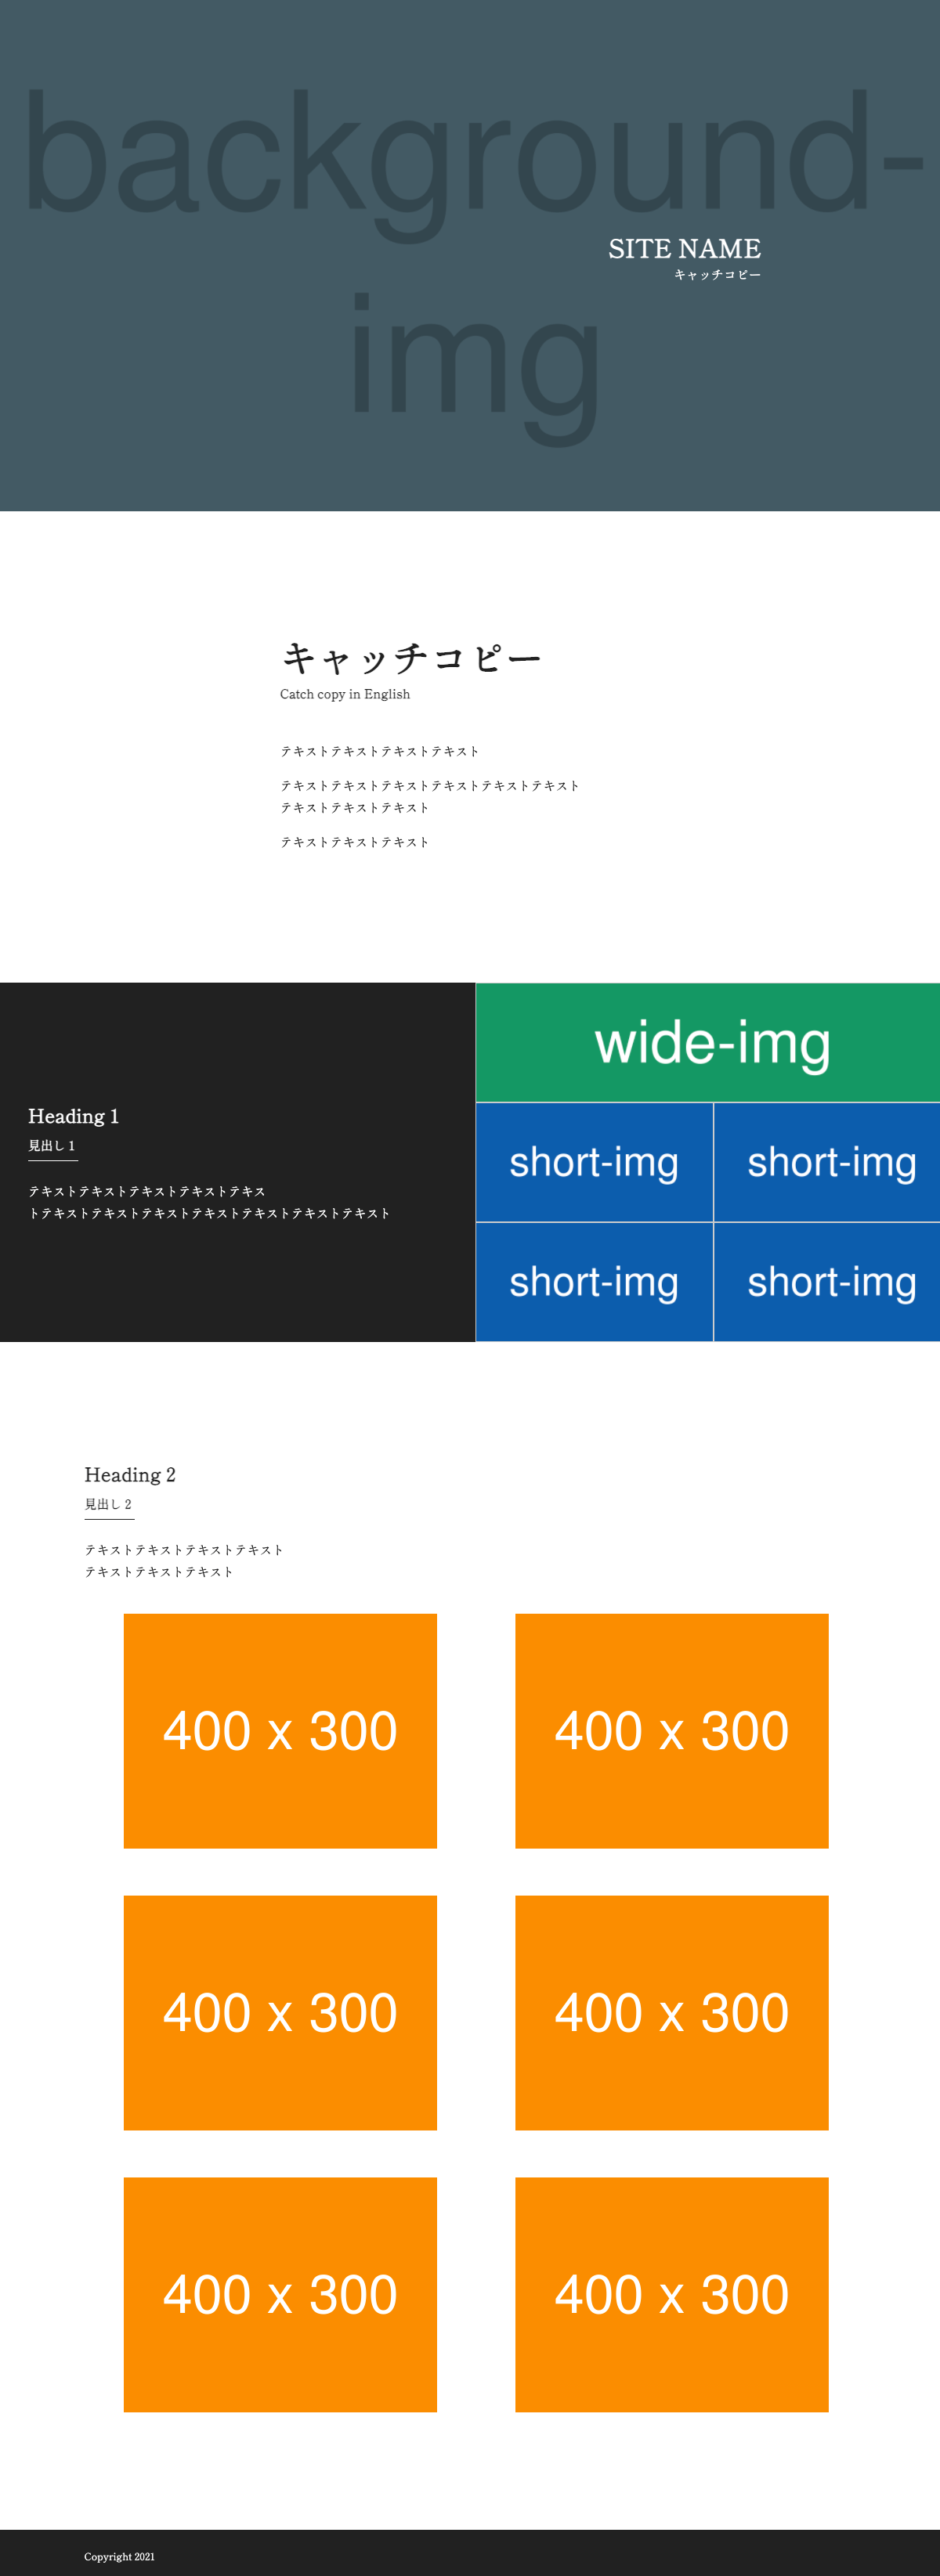 background-
img
SITE NAME
キャッチコピー
キャッチコピー
Catch copy in English
テキストテキストテキストテキスト
テキストテキストテキストテキストテキストテキスト
テキストテキストテキスト
テキストテキストテキスト
Heading 1
見出し 1
テキストテキストテキストテキストテキス
トテキストテキストテキストテキストテキストテキストテキスト
wide-img
short-img
short-img
short-img
short-img
Heading 2
見出し 2
テキストテキストテキストテキスト
テキストテキストテキスト
400 x 300
400 x 300
400 x 300
400 x 300
400 x 300
400 x 300
Copyright 2021